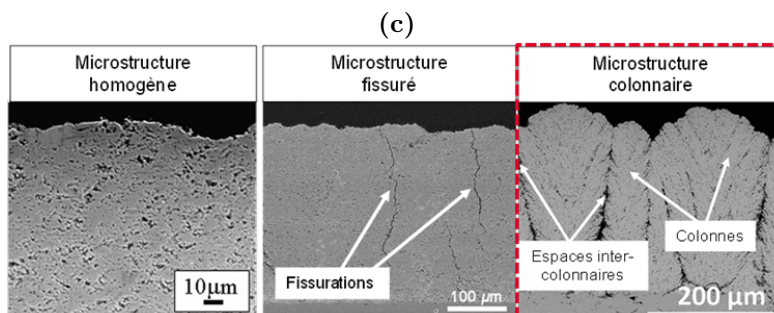 (c)
Microstructure
homogène
Microstructure
fissuré
Microstructure
colonnaire
Fissurations
Espaces inter-
colonnaires
Colonnes
10µm
100 µm
200 µm